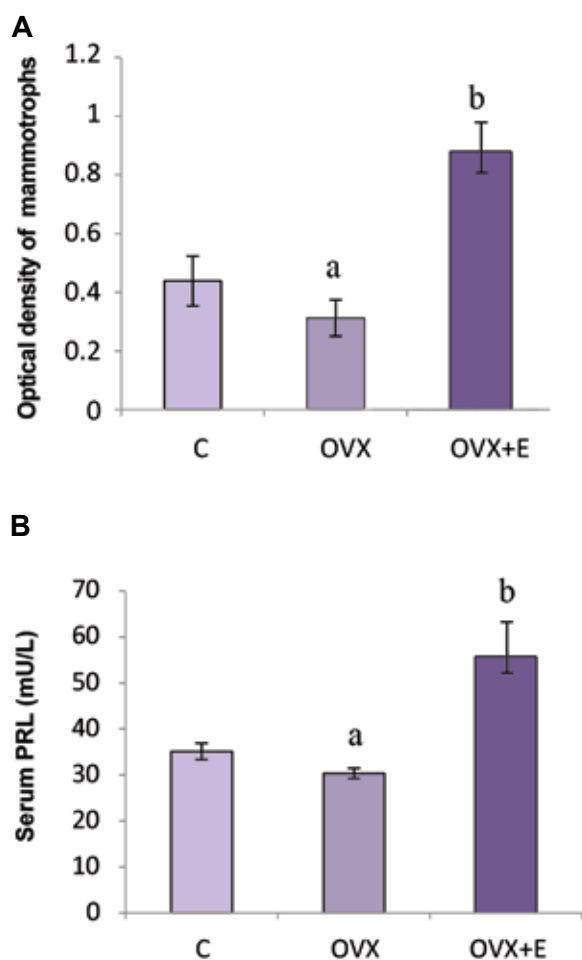 A
Optical density of mammotrophs
1.2
1
0.8
0.6
0.4
0.2
0
a
b
C OVX OVX+E
B
Serum PRL (mU/L)
70
60
50
40
30
20
10
0
a
b
C OVX OVX+E